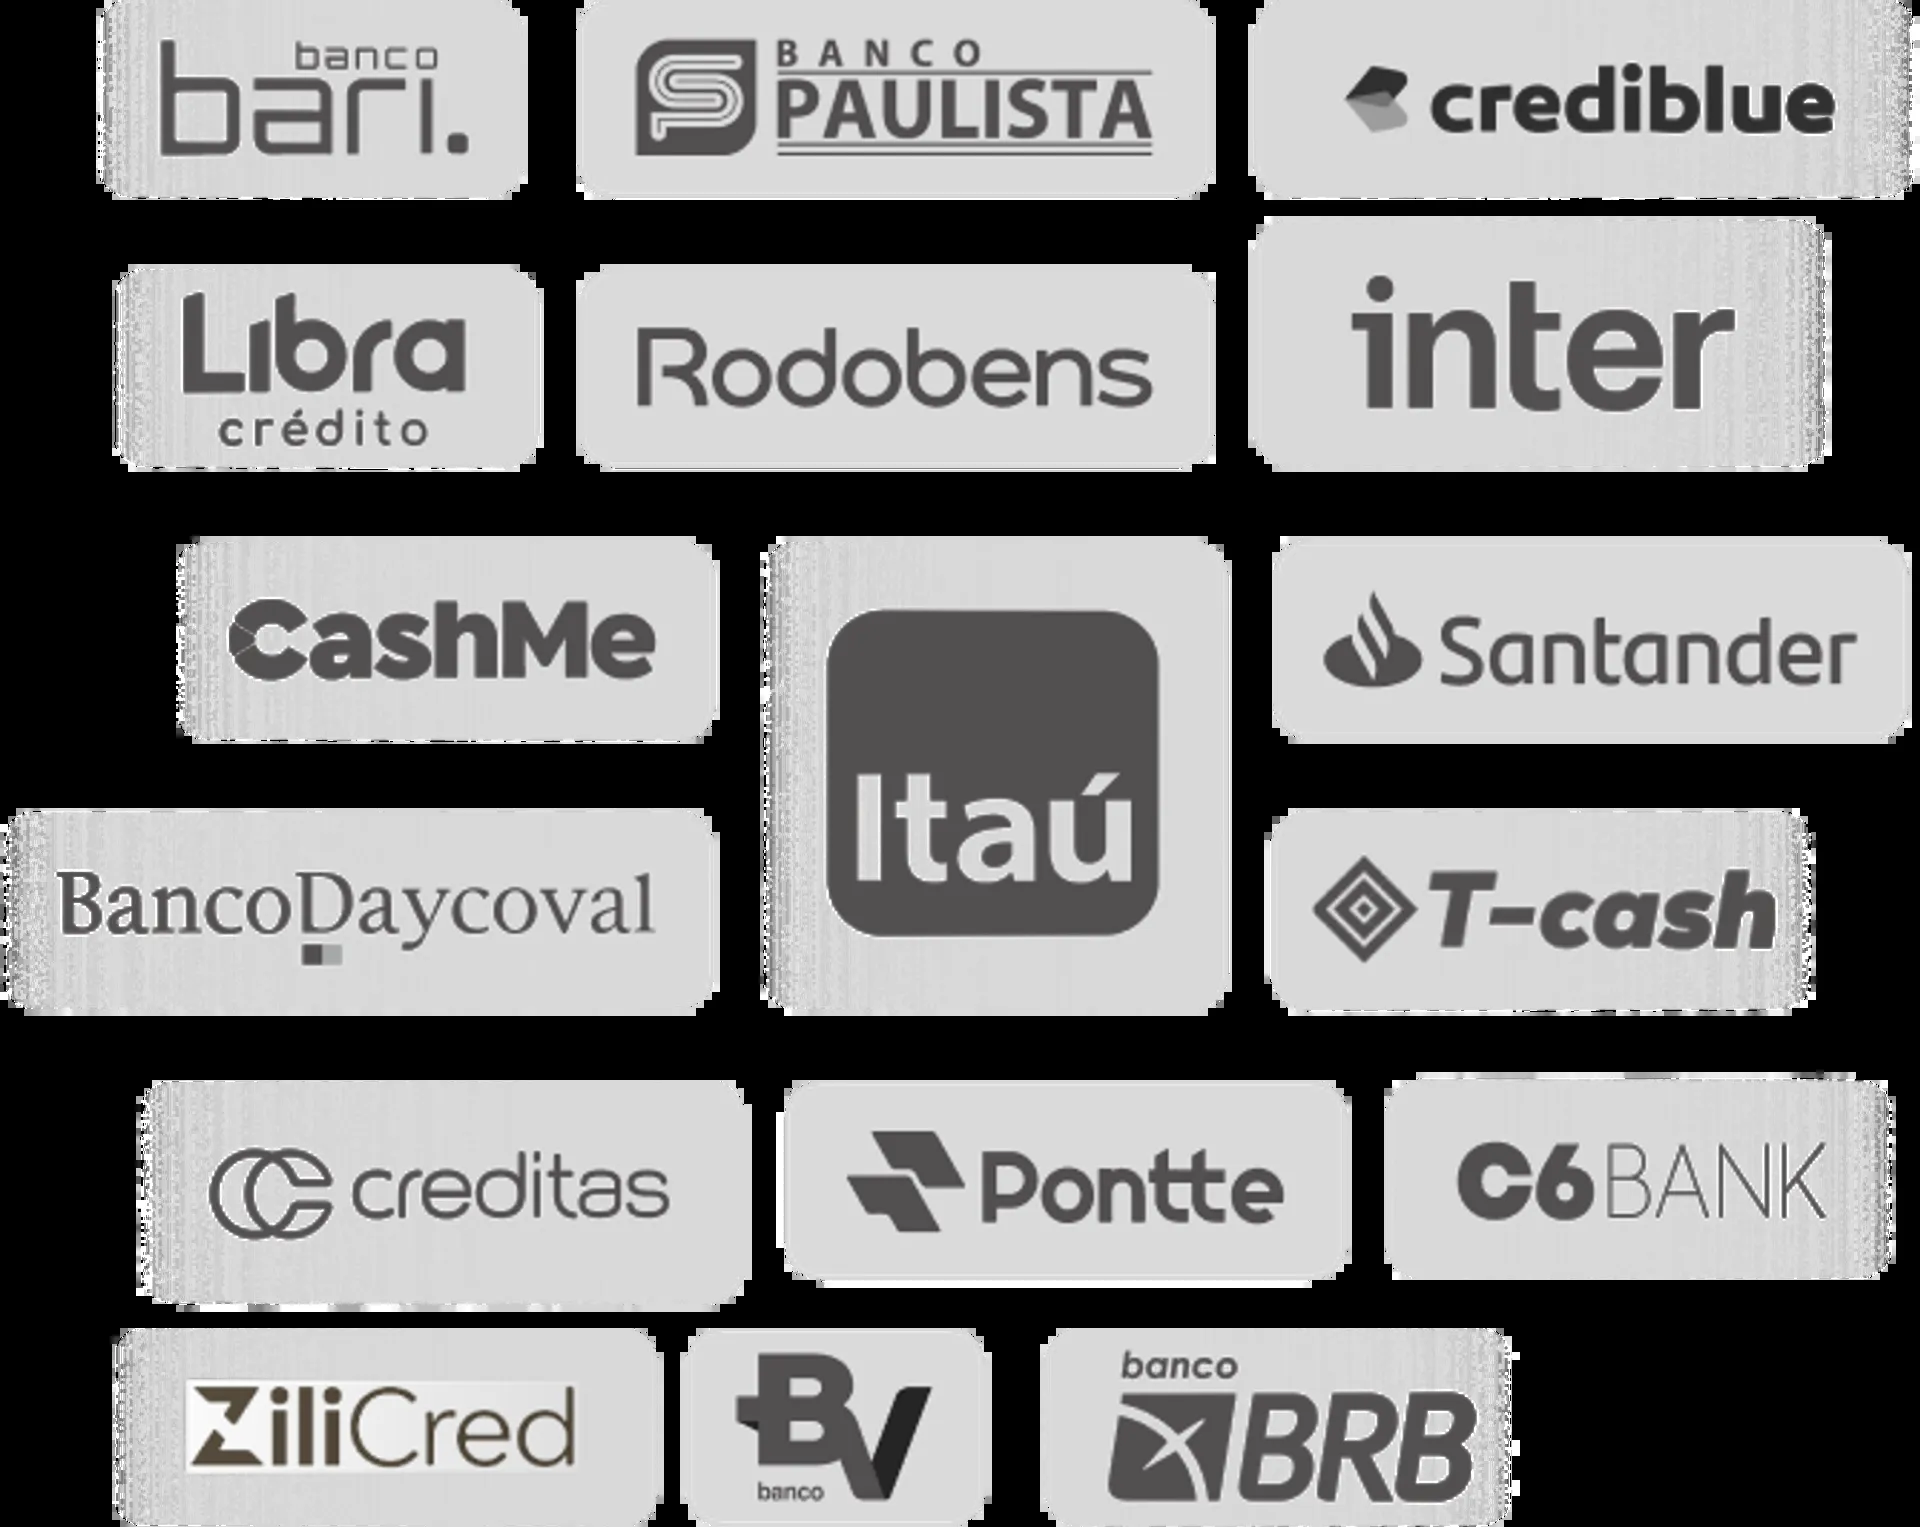 banco
bari.
BANCO
PAULISTA
crediblue
Libra
crédito
Rodobens
inter
CashMe
Itaú
Santander
BancoDaycoval
T-cash
creditas
Pontte
C6BANK
ZiliCred
BV
banco
banco
BRB